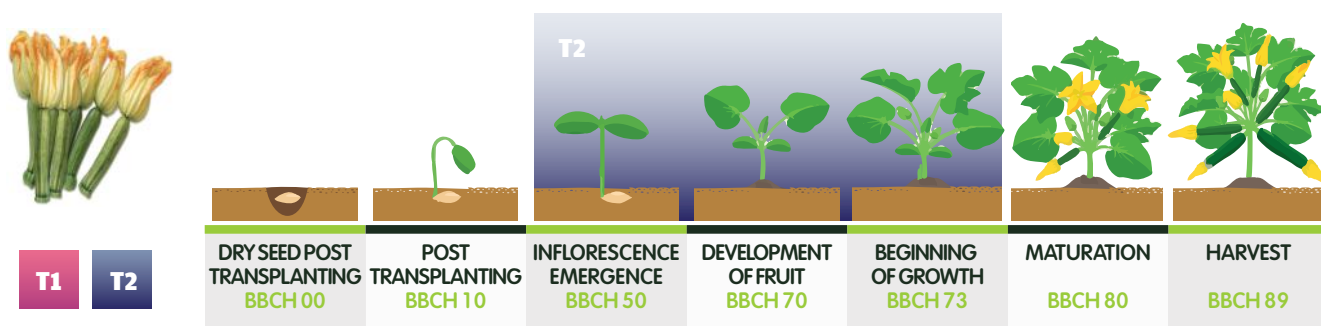 T2
T1
T2
DRY SEED POST
TRANSPLANTING
BBCH 00
POST
TRANSPLANTING
BBCH 10
INFLORESCENCE
EMERGENCE
BBCH 50
DEVELOPMENT
OF FRUIT
BBCH 70
BEGINNING
OF GROWTH
BBCH 73
MATURATION
BBCH 80
HARVEST
BBCH 89